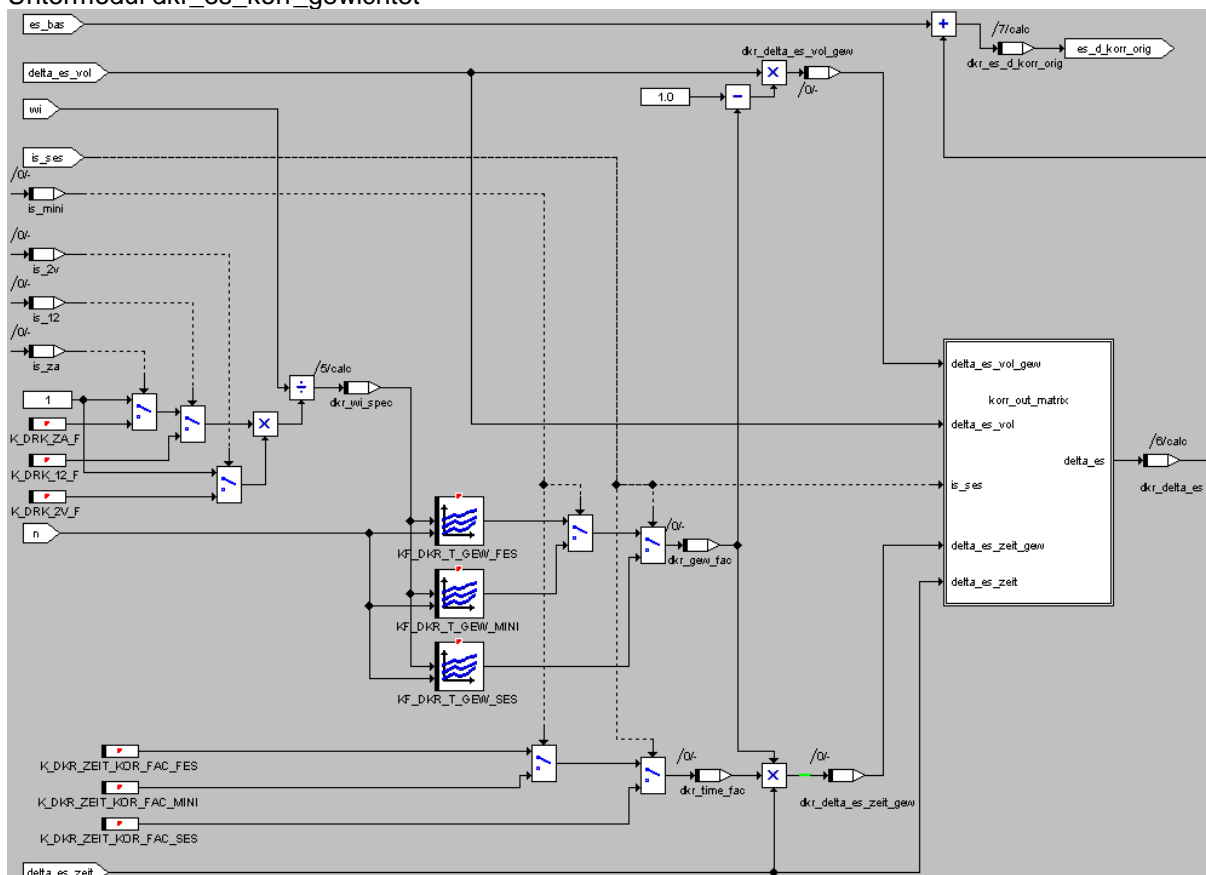 Untermodul dkr_es_korr_gewichtet
es_bas
/7/calc
es_d_korr_orig
dkr_es_d_korr_orig
dkr_delta_es_vol_gew
delta_es_vol
1.0
/0/-
wi
is_ses
/0/-
is_mini
/0/-
is_2v
/0/-
is_12
/0/-
is_za
/5/calc
dkr_wi_spec
1
K_DRK_ZA_F
K_DRK_12_F
K_DRK_2V_F
n
delta_es_vol_gew
korr_out_matrix
delta_es_vol
delta_es
/6/calc
dkr_delta_es
is_ses
delta_es_zeit_gew
delta_es_zeit
KF_DKR_T_GEW_FES
/0/-
dkr_gew_fac
KF_DKR_T_GEW_MINI
KF_DKR_T_GEW_SES
K_DKR_ZEIT_KOR_FAC_FES
/0/-
dkr_time_fac
/0/-
dkr_delta_es_zeit_gew
K_DKR_ZEIT_KOR_FAC_MINI
K_DKR_ZEIT_KOR_FAC_SES
delta_es_zeit